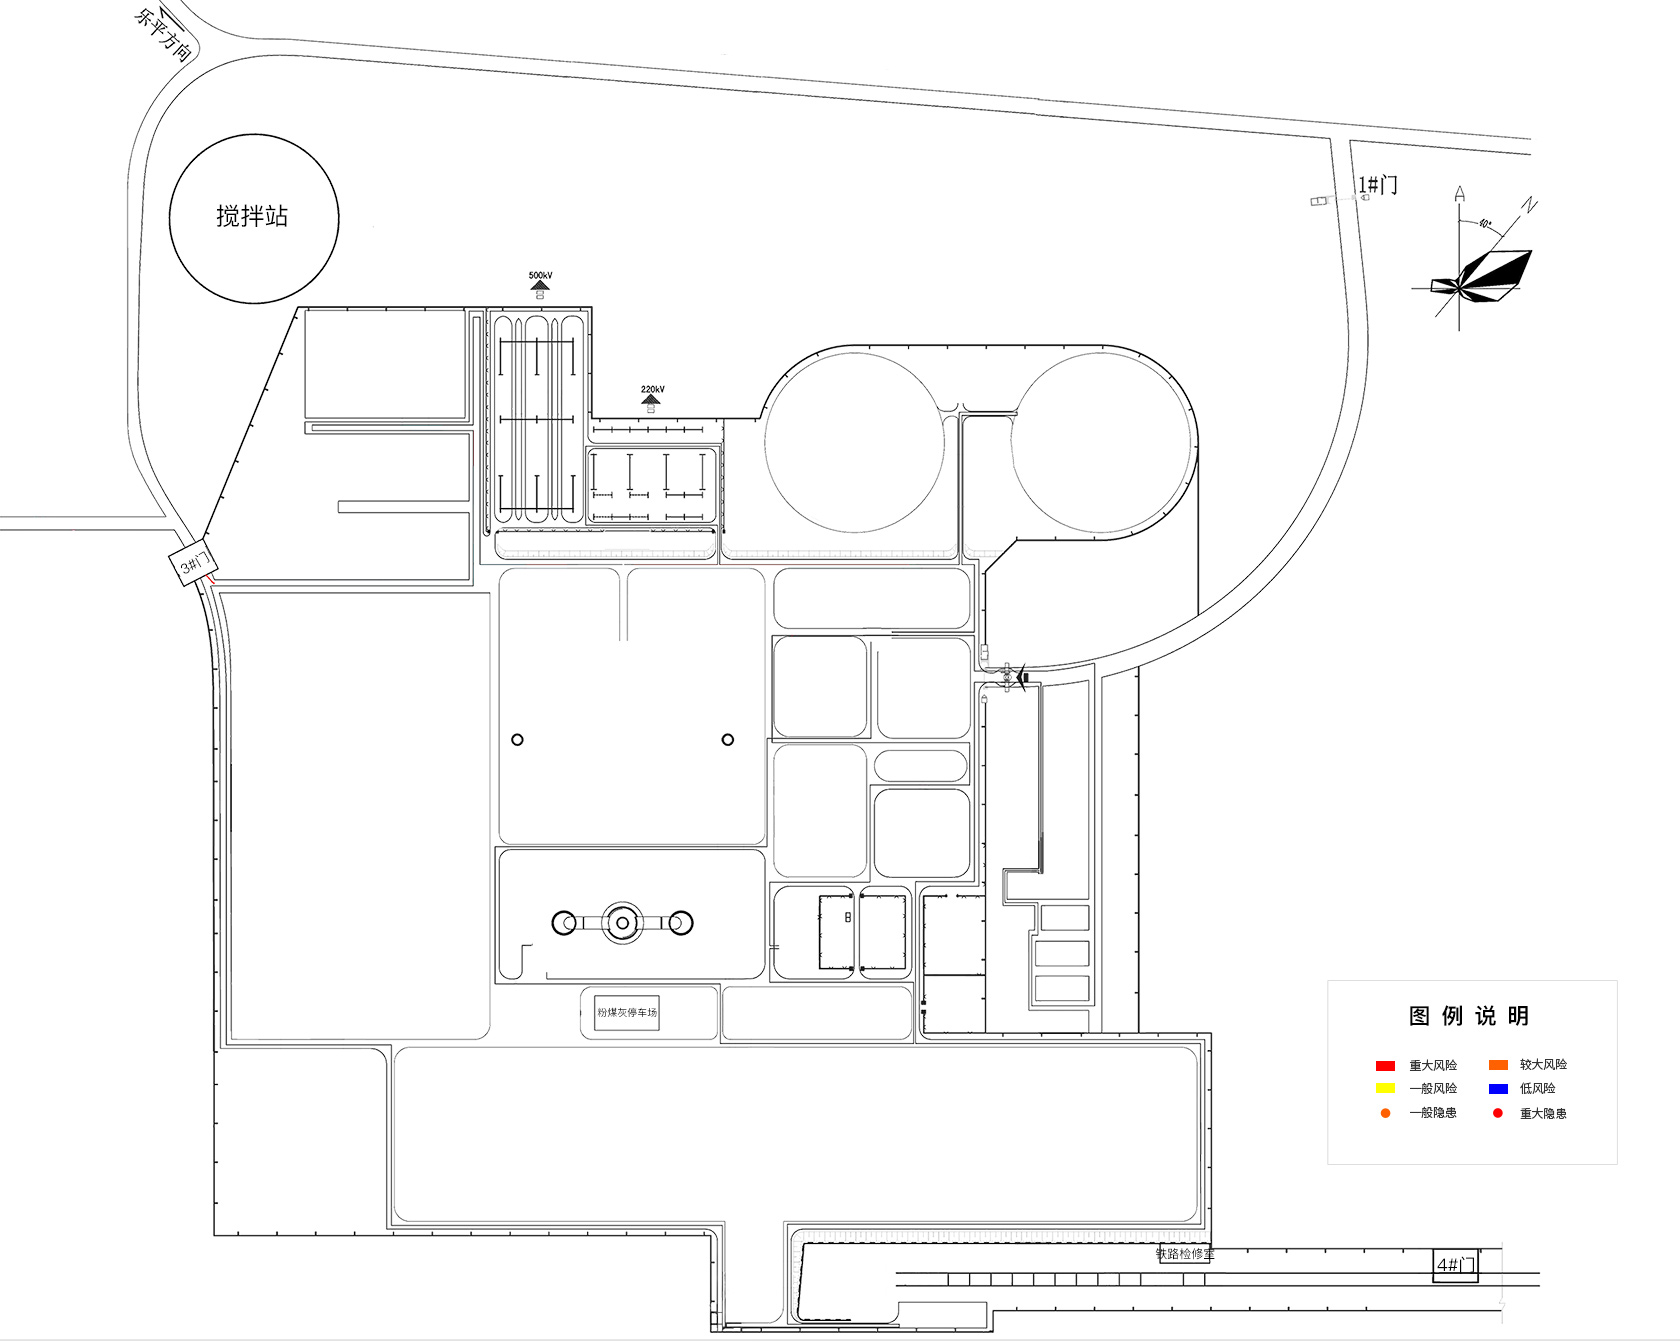 乐平方向
搅拌站
1#门
N
40°
500kV
220kV
3#门
粉煤灰停车场
图例说明
重大风险
较大风险
一般风险
低风险
一般隐患
重大隐患
铁路检修室
4#门